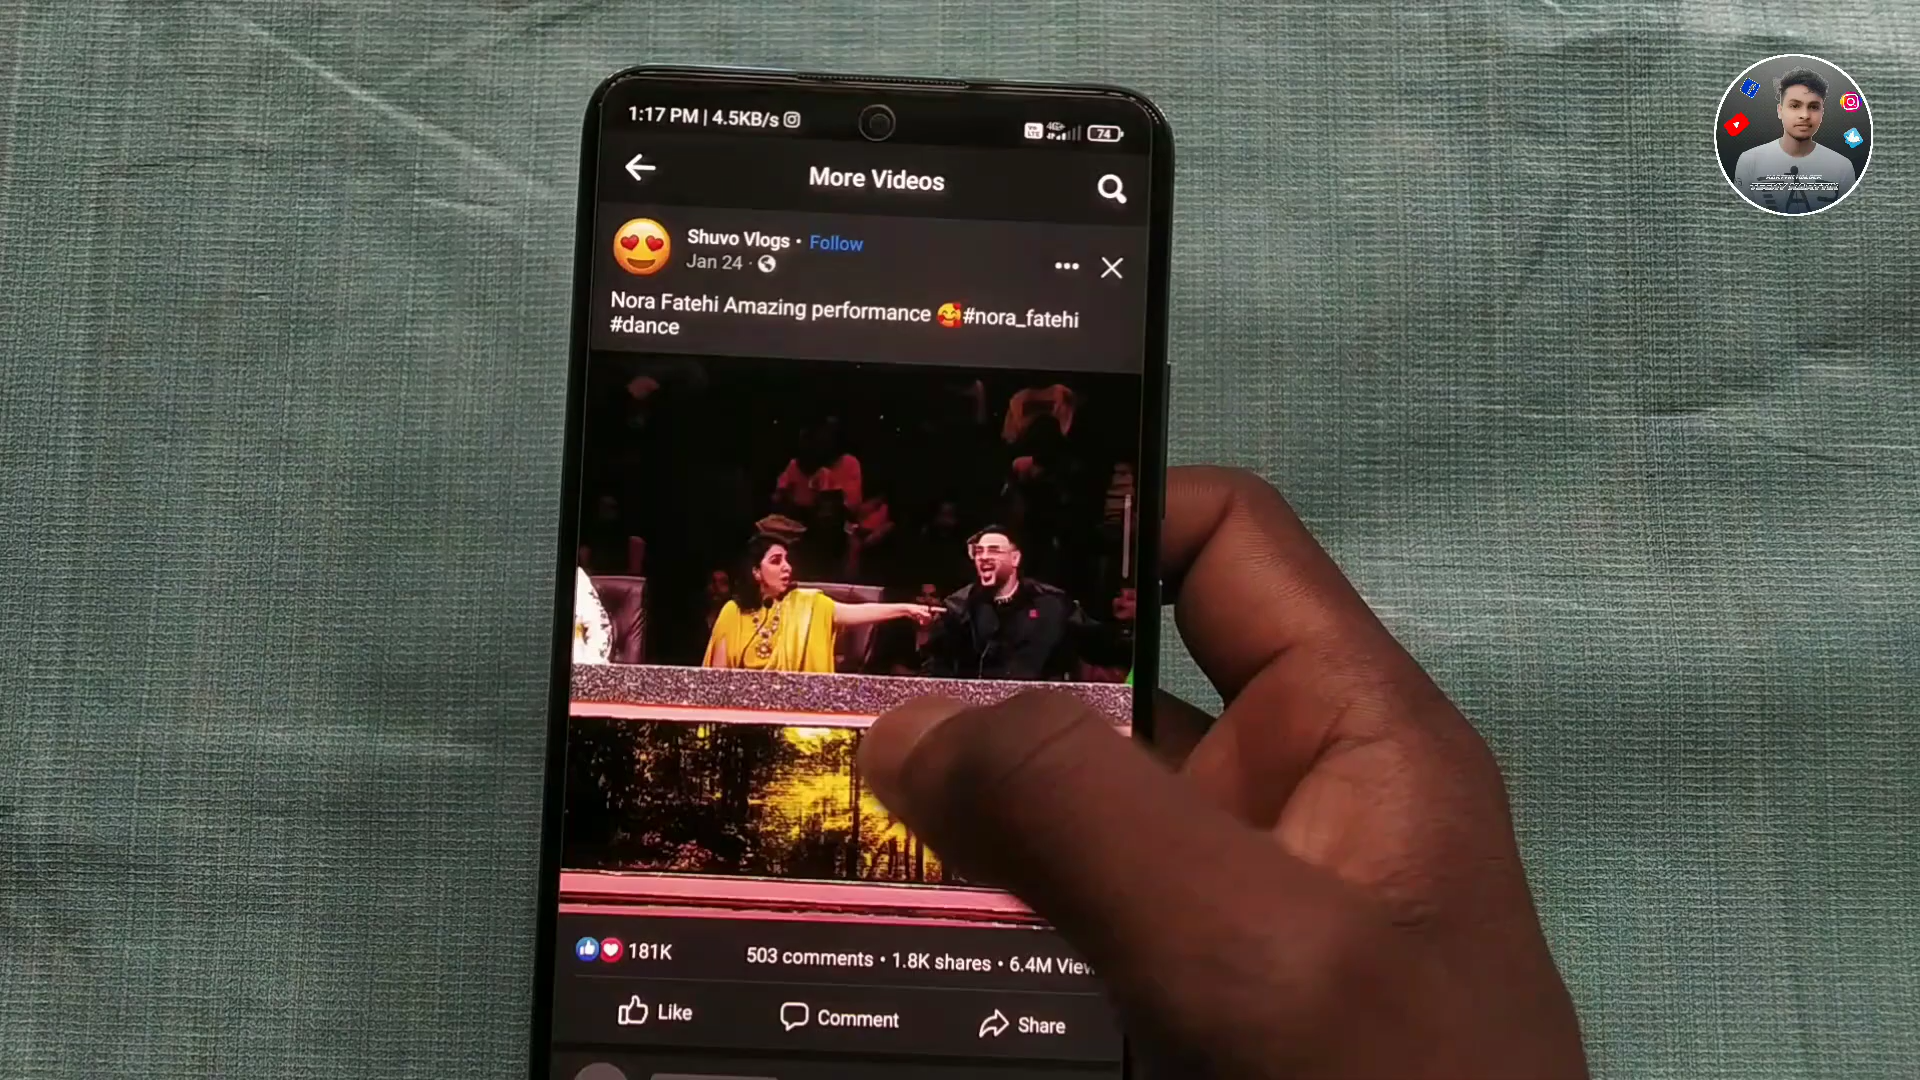 1:17 PM | 4.5KB/s
74
More Videos
Shuvo Vlogs • Follow
Jan 24 ·
Nora Fatehi Amazing performance 🥰#nora_fatehi
#dance
181K
503 comments • 1.8K shares • 6.4M View
Like
Comment
Share